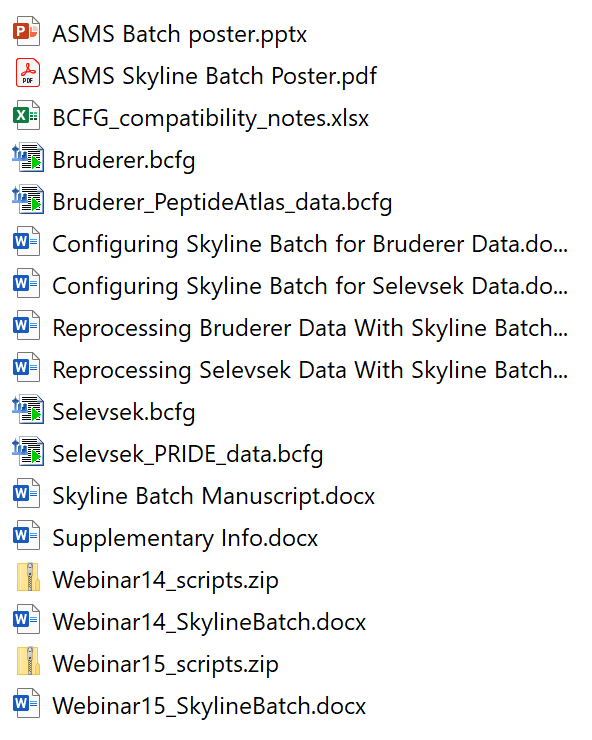 ASMS Batch poster.pptx
ASMS Skyline Batch Poster.pdf
BCFG_compatibility_notes.xlsx
Bruderer.bcfg
Bruderer_PeptideAtlas_data.bcfg
Configuring Skyline Batch for Bruderer Data.do...
Configuring Skyline Batch for Selevsek Data.do...
Reprocessing Bruderer Data With Skyline Batch...
Reprocessing Selevsek Data With Skyline Batch...
Selevsek.bcfg
Selevsek_PRIDE_data.bcfg
Skyline Batch Manuscript.docx
Supplementary Info.docx
Webinar14_scripts.zip
Webinar14_SkylineBatch.docx
Webinar15_scripts.zip
Webinar15_SkylineBatch.docx